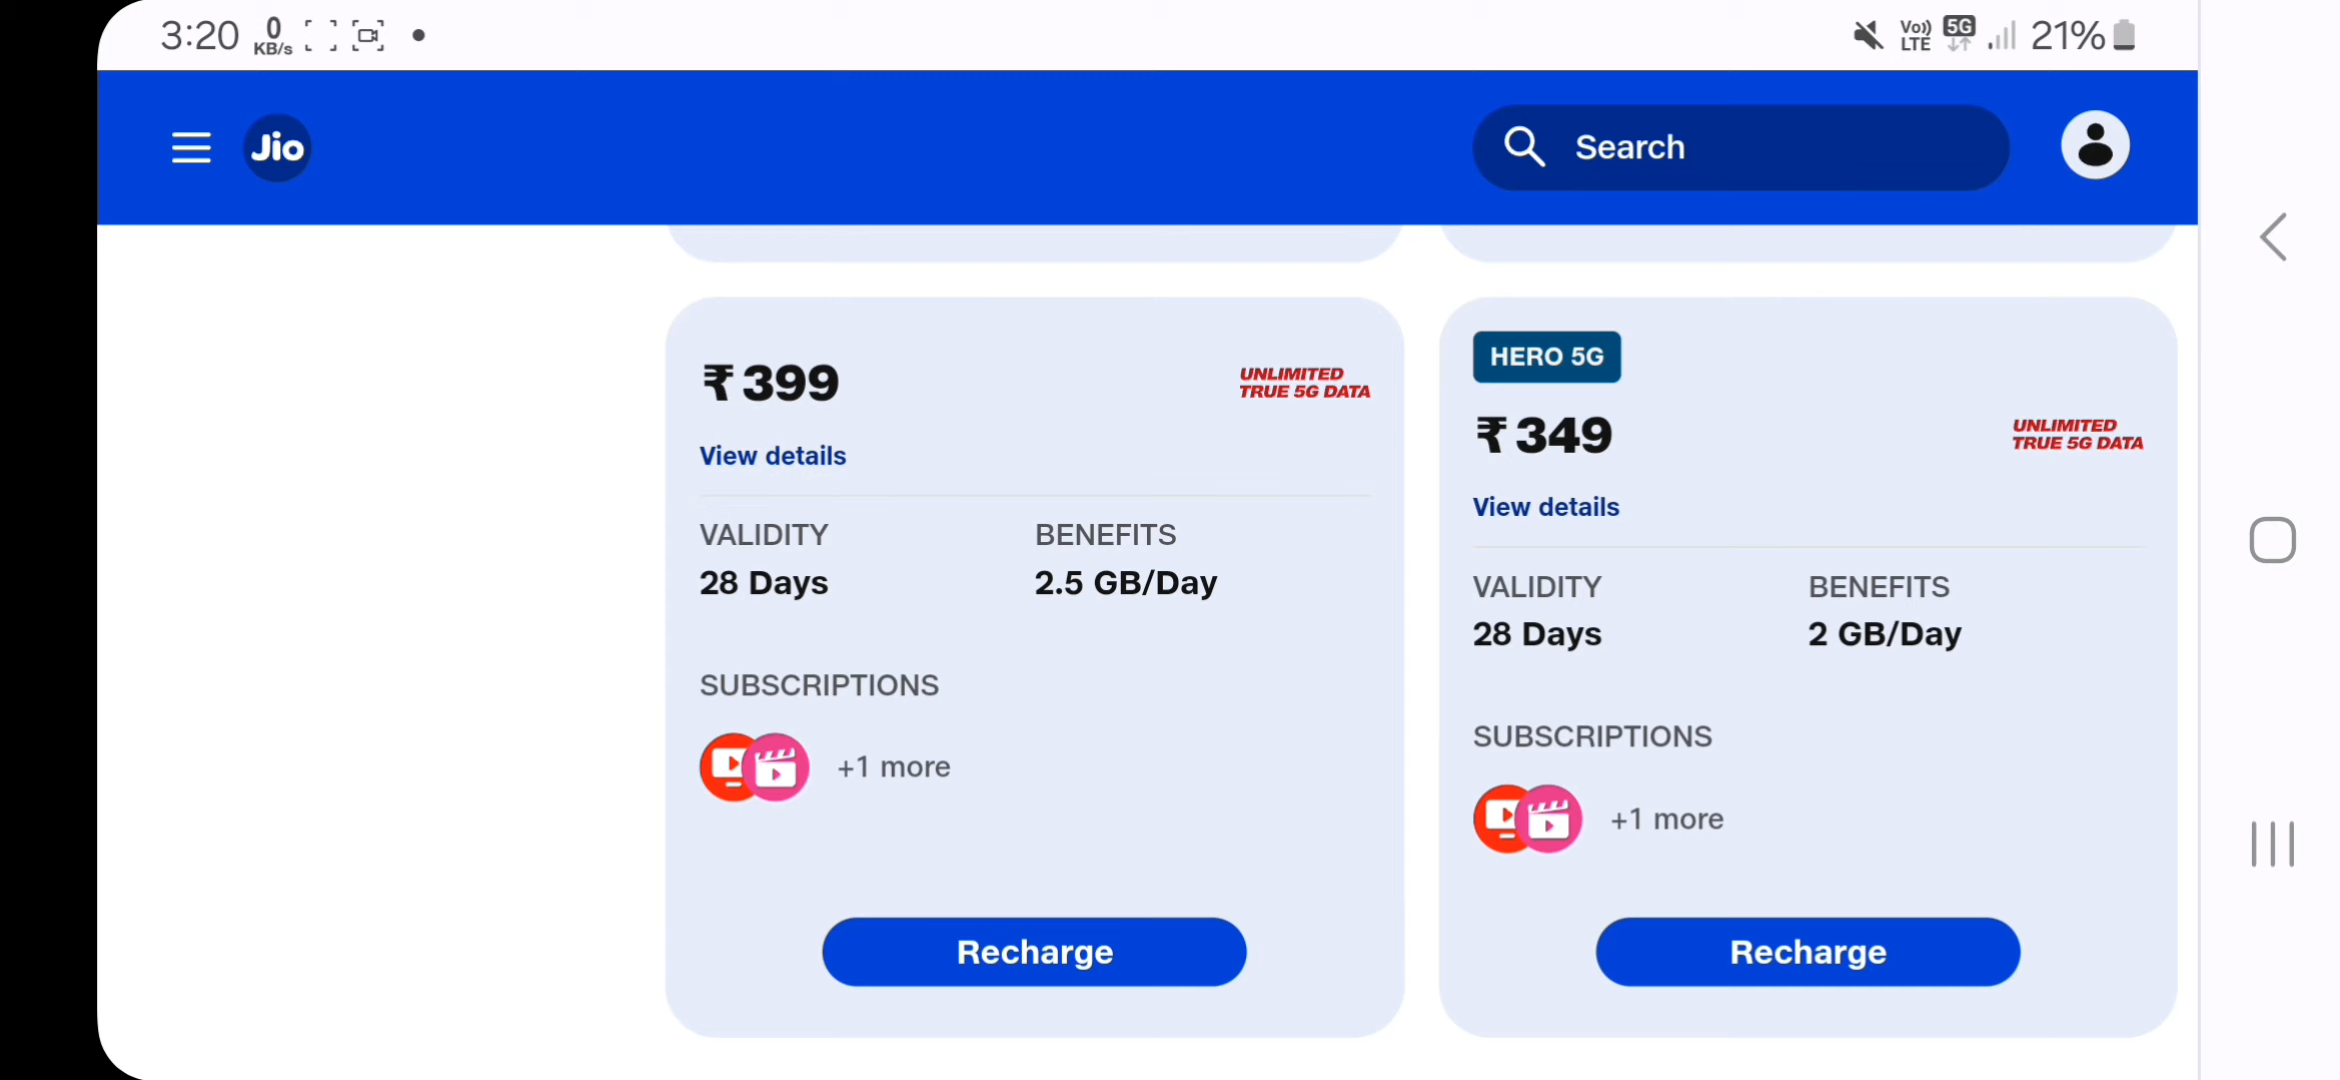 3:20 0 KB/s Vo)) LTE 5G 21%
Jio Search
₹399
UNLIMITED
TRUE 5G DATA
View details
VALIDITY BENEFITS
28 Days 2.5 GB/Day
SUBSCRIPTIONS
+1 more
Recharge
HERO 5G
₹349
UNLIMITED
TRUE 5G DATA
View details
VALIDITY BENEFITS
28 Days 2 GB/Day
SUBSCRIPTIONS
+1 more
Recharge